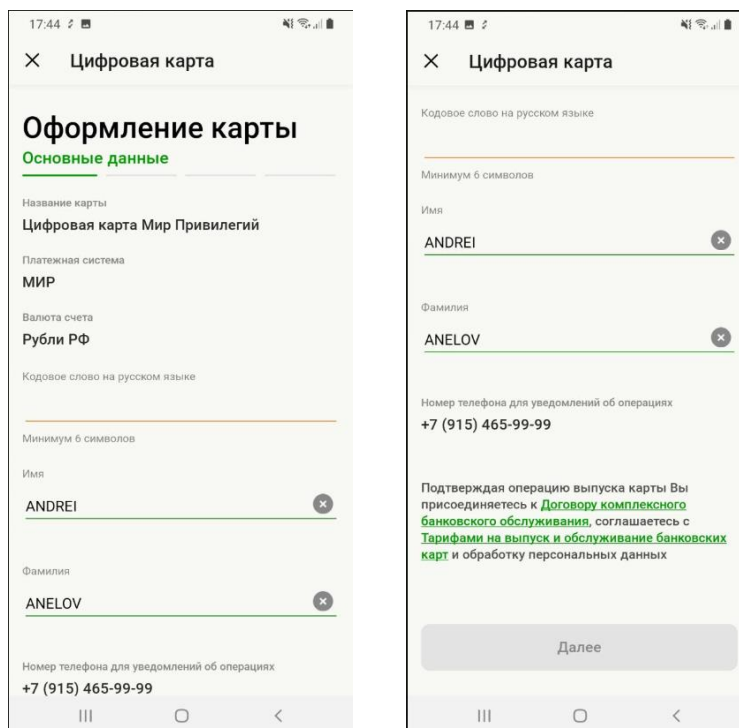 17:44
Цифровая карта
Оформление карты
Основные данные
Название карты
Цифровая карта Мир Привилегий
Платежная система
МИР
Валюта счета
Рубли РФ
Кодовое слово на русском языке
Минимум 6 символов
Имя
ANDREI
Фамилия
ANELOV
Номер телефона для уведомлений об операциях
+7 (915) 465-99-99
17:44
Цифровая карта
Кодовое слово на русском языке
Минимум 6 символов
Имя
ANDREI
Фамилия
ANELOV
Номер телефона для уведомлений об операциях
+7 (915) 465-99-99
Подтверждая операцию выпуска карты Вы
присоединяетесь к Договору комплексного
банковского обслуживания, соглашаетесь с
Тарифами на выпуск и обслуживание банковских
карт и обработку персональных данных
Далее